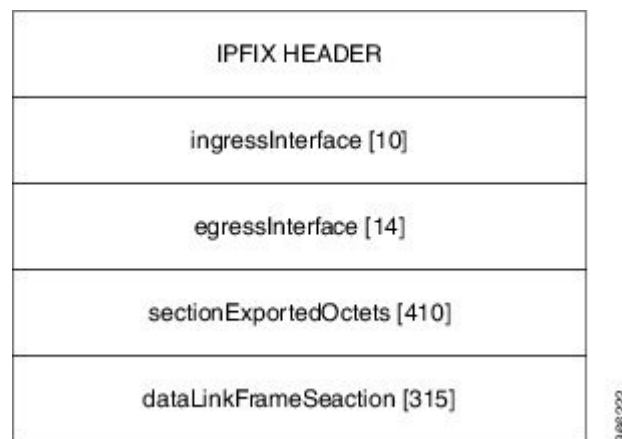 IPFIX HEADER
ingressInterface [10]
egressInterface [14]
sectionExportedOctets [410]
dataLinkFrameSeaction [315]